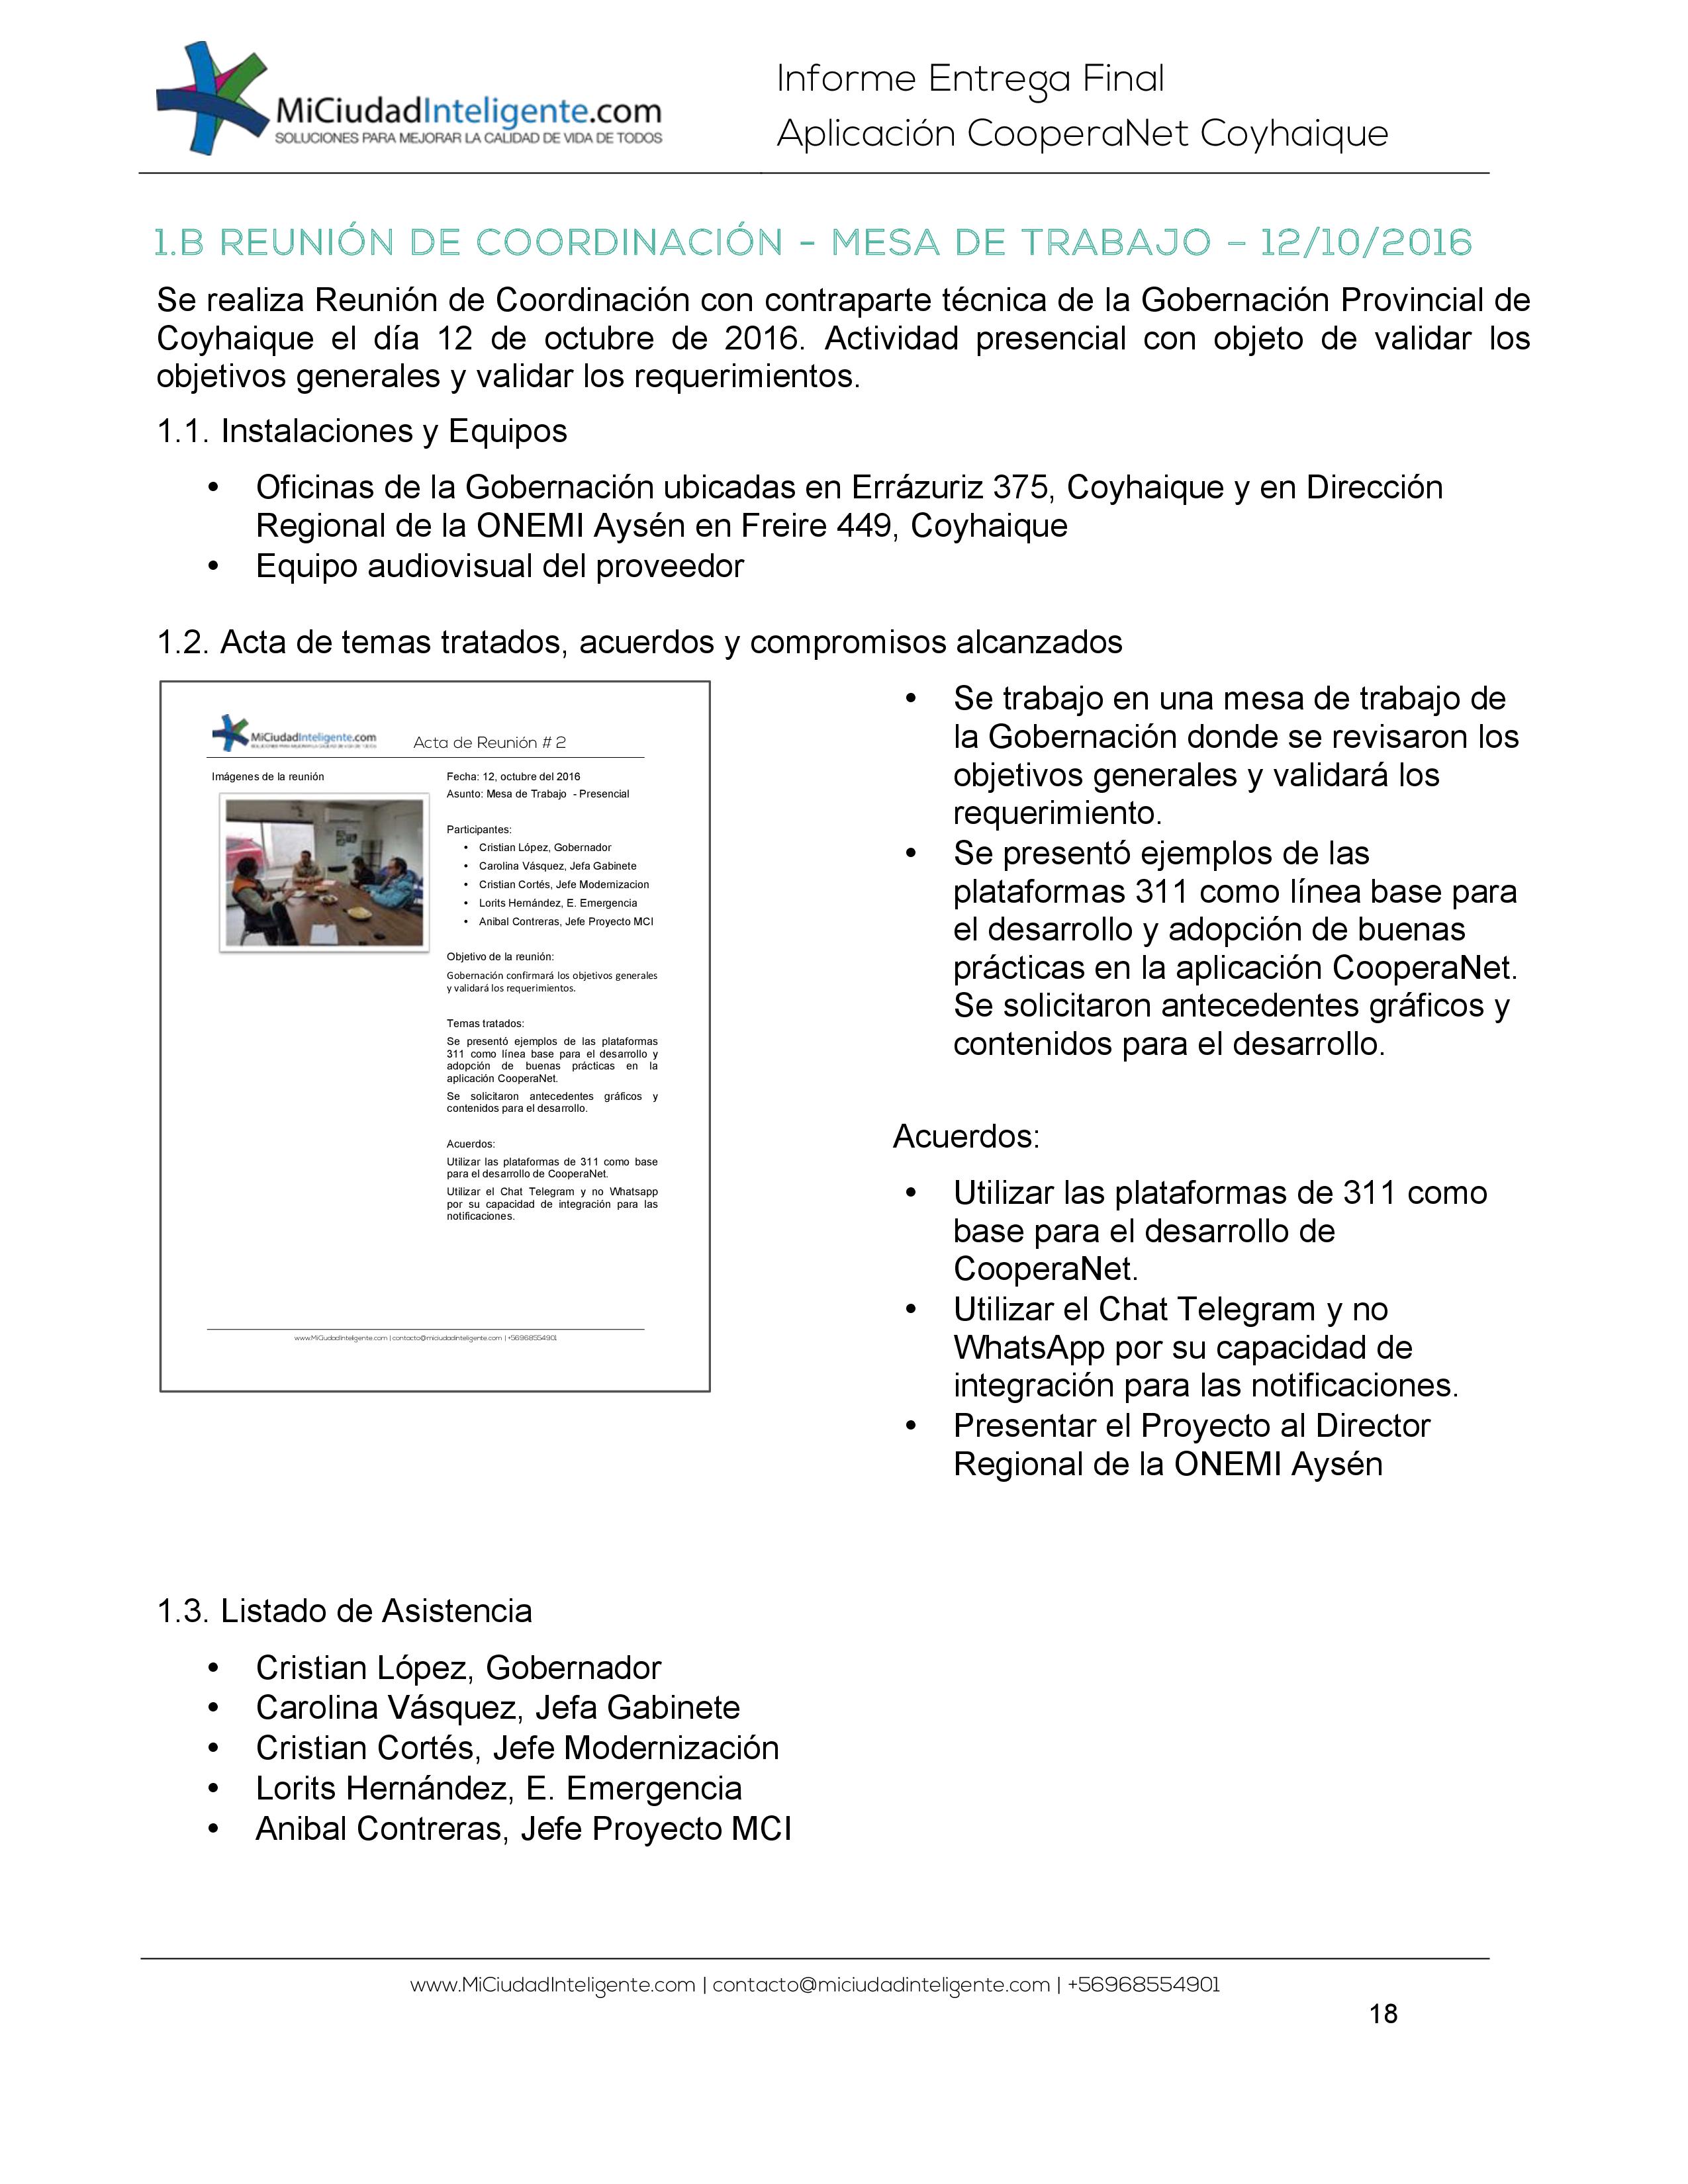 MiCiudadInteligente.com
SOLUCIONES PARA MEJORAR LA CALIDAD DE VIDA DE TODOS
Informe Entrega Final
Aplicación CooperaNet Coyhaique
1.B REUNIÓN DE COORDINACIÓN - MESA DE TRABAJO – 12/10/2016
Se realiza Reunión de Coordinación con contraparte técnica de la Gobernación Provincial de
Coyhaique el día 12 de octubre de 2016. Actividad presencial con objeto de validar los
objetivos generales y validar los requerimientos.
1.1. Instalaciones y Equipos
• Oficinas de la Gobernación ubicadas en Errázuriz 375, Coyhaique y en Dirección
Regional de la ONEMI Aysén en Freire 449, Coyhaique
• Equipo audiovisual del proveedor
1.2. Acta de temas tratados, acuerdos y compromisos alcanzados
MiCiudadInteligente.com
SOLUCIONES PARA MEJORAR LA CALIDAD DE VIDA DE TODOS
Acta de Reunión # 2
Imágenes de la reunión
Fecha: 12, octubre del 2016
Asunto: Mesa de Trabajo - Presencial
Participantes:
• Cristian López, Gobernador
• Carolina Vásquez, Jefa Gabinete
• Cristian Cortés, Jefe Modernizacion
• Lorits Hernández, E. Emergencia
• Anibal Contreras, Jefe Proyecto MCI
Objetivo de la reunión:
Gobernación confirmará los objetivos generales
y validará los requerimientos.
Temas tratados:
Se presentó ejemplos de las plataformas
311 como línea base para el desarrollo y
adopción de buenas prácticas en la
aplicación CooperaNet.
Se solicitaron antecedentes gráficos y
contenidos para el desarrollo.
Acuerdos:
Utilizar las plataformas de 311 como base
para el desarrollo de CooperaNet.
Utilizar el Chat Telegram y no Whatsapp
por su capacidad de integración para las
notificaciones.
www.MiCiudadInteligente.com | contacto@miciudadinteligente.com | +56968554901
• Se trabajo en una mesa de trabajo de
la Gobernación donde se revisaron los
objetivos generales y validará los
requerimiento.
• Se presentó ejemplos de las
plataformas 311 como línea base para
el desarrollo y adopción de buenas
prácticas en la aplicación CooperaNet.
Se solicitaron antecedentes gráficos y
contenidos para el desarrollo.
Acuerdos:
• Utilizar las plataformas de 311 como
base para el desarrollo de
CooperaNet.
• Utilizar el Chat Telegram y no
WhatsApp por su capacidad de
integración para las notificaciones.
• Presentar el Proyecto al Director
Regional de la ONEMI Aysén
1.3. Listado de Asistencia
• Cristian López, Gobernador
• Carolina Vásquez, Jefa Gabinete
• Cristian Cortés, Jefe Modernización
• Lorits Hernández, E. Emergencia
• Anibal Contreras, Jefe Proyecto MCI
www.MiCiudadInteligente.com | contacto@miciudadinteligente.com | +56968554901
18